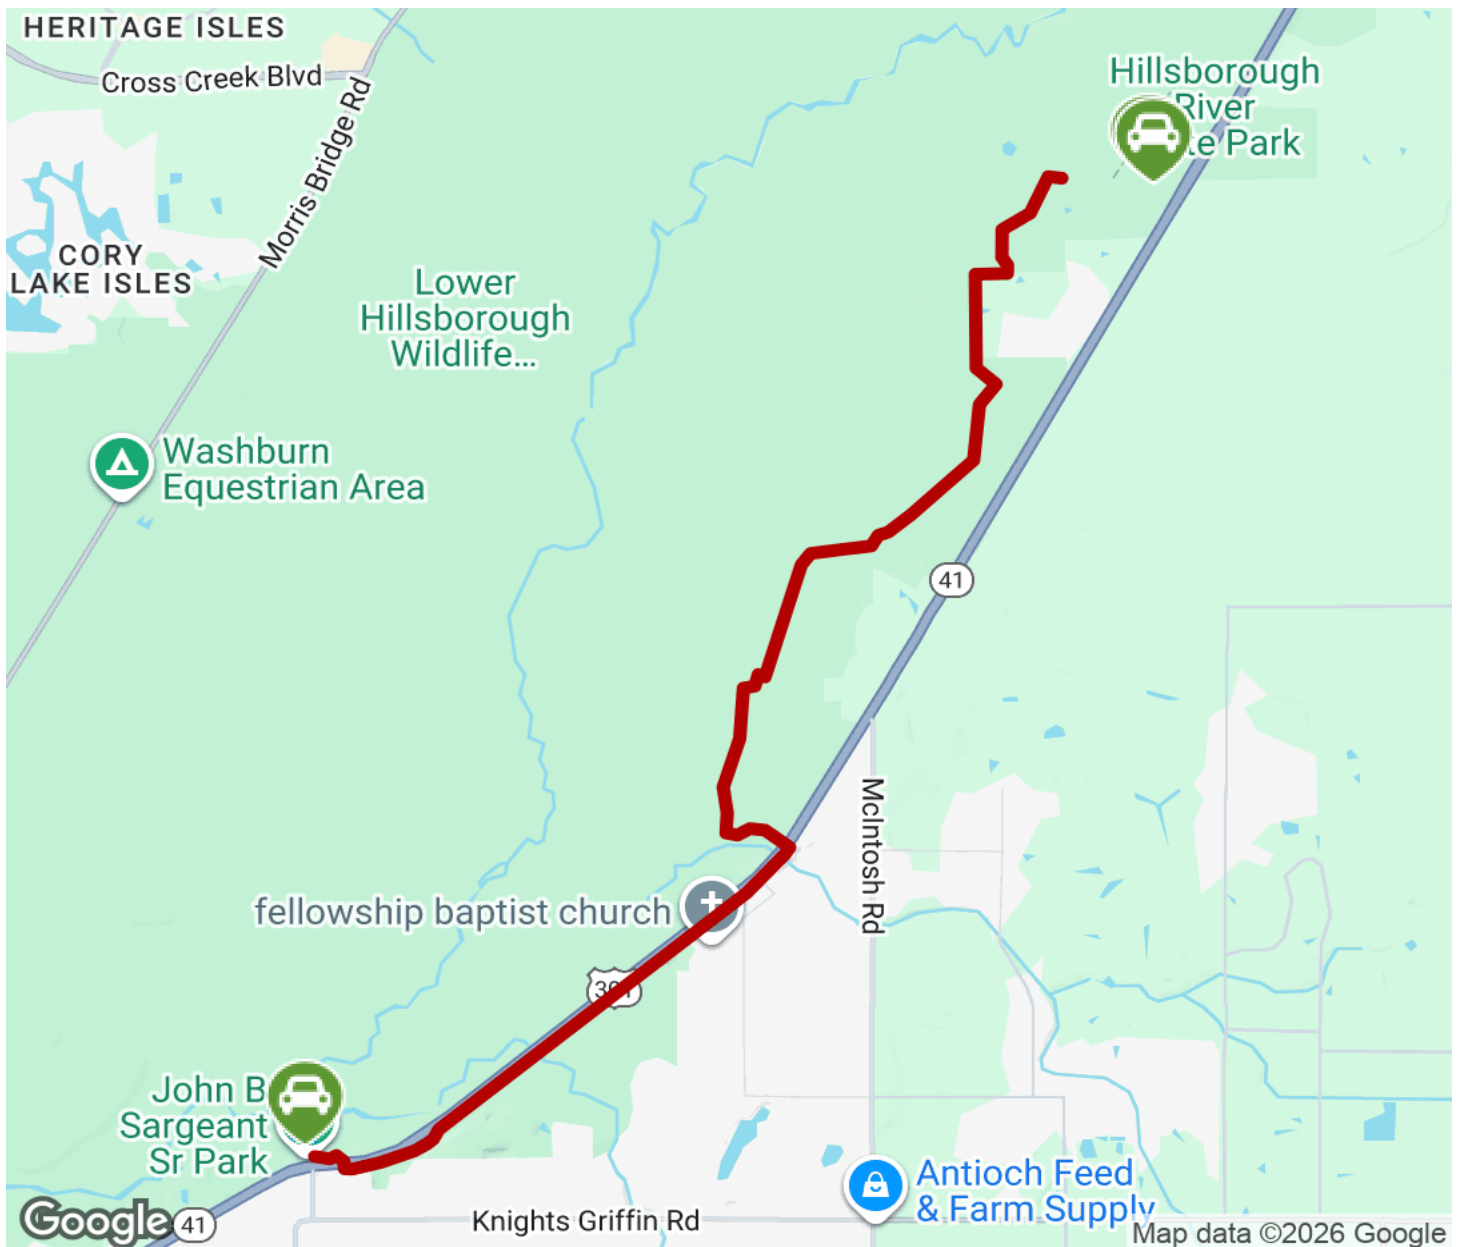 HERITAGE ISLES
Cross Creek Blvd
Morris Bridge Rd
Hillsborough
River
Park
CORY
LAKE ISLES
Lower
Hillsborough
Wildlife...
Washburn
Equestrian Area
41
McIntosh Rd
fellowship baptist church
John B
Sargeant
Sr Park
Antioch Feed
& Farm Supply
Knights Griffin Rd
Google
41
Map data ©2026 Google